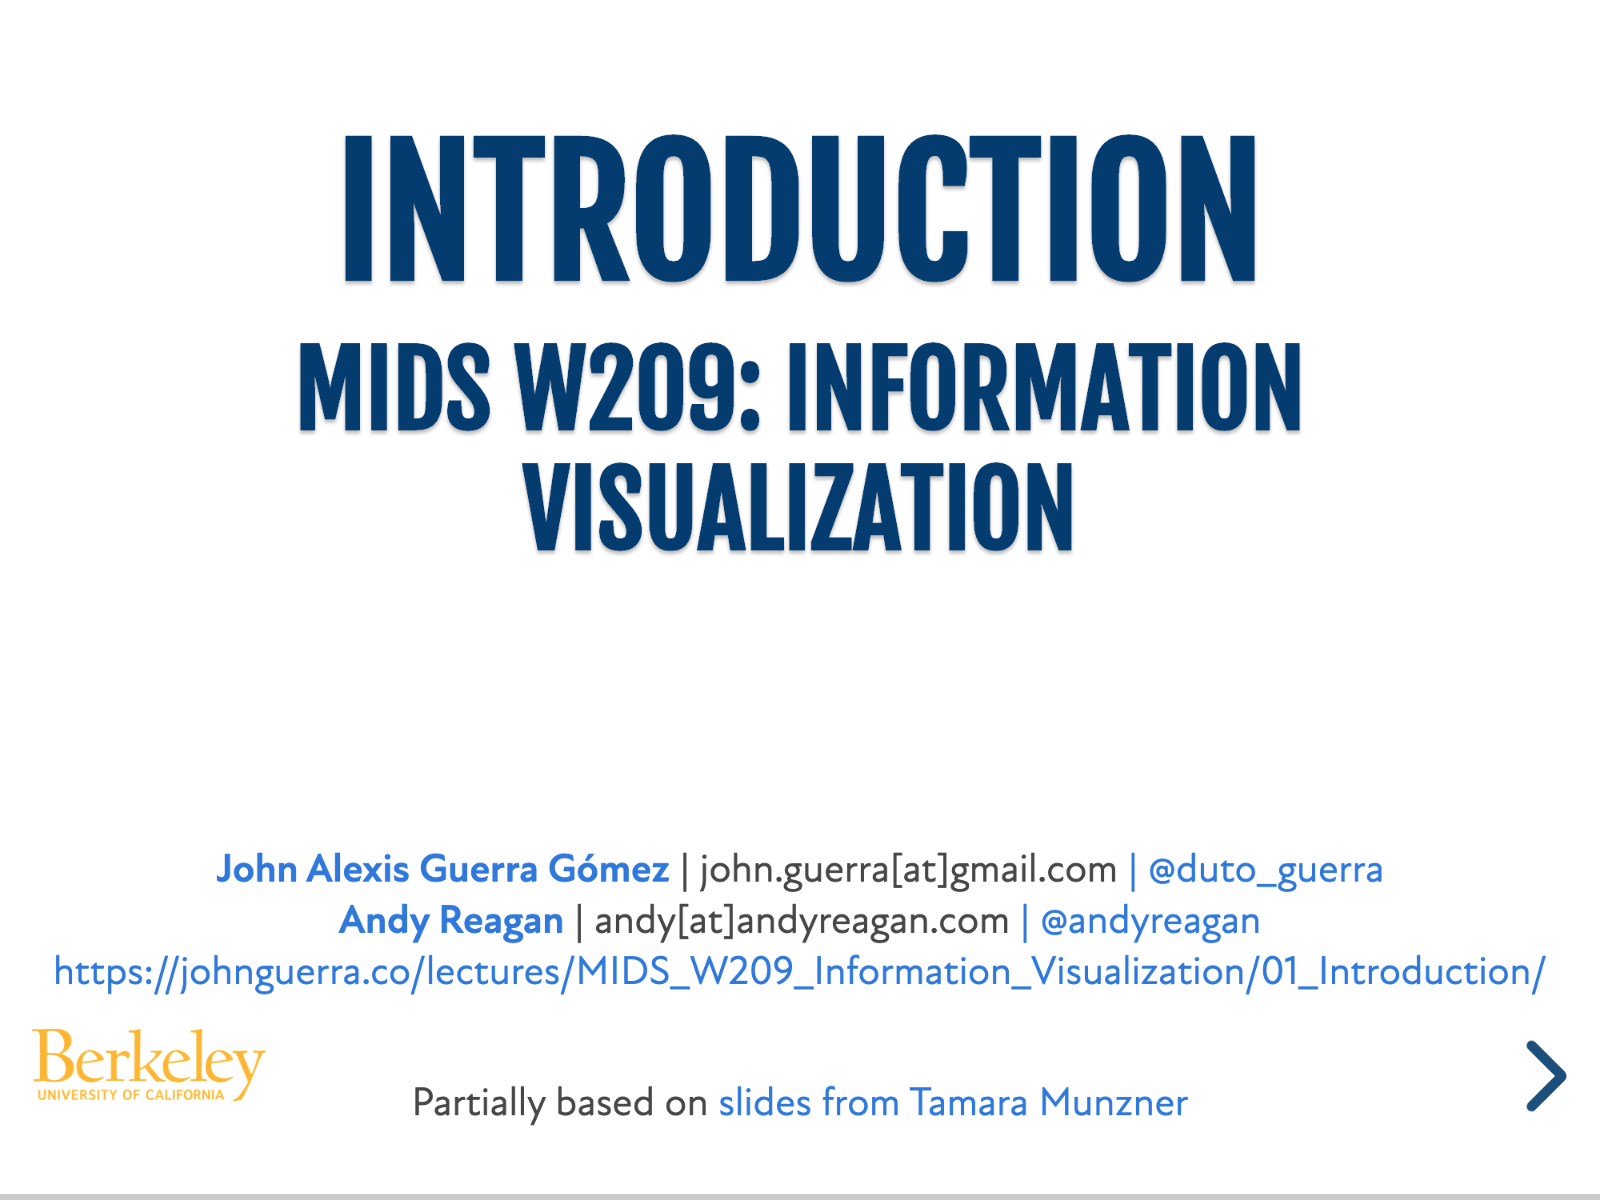 INTRODUCTION
MIDS W209: INFORMATION
VISUALIZATION
John Alexis Guerra Gómez | john.guerra[at]gmail.com | @duto_guerra
Andy Reagan | andy[at]andyreagan.com | @andyreagan
https://johnguerra.co/lectures/MIDS_W209_Information_Visualization/01_Introduction/
Berkeley
UNIVERSITY OF CALIFORNIA
Partially based on slides from Tamara Munzner